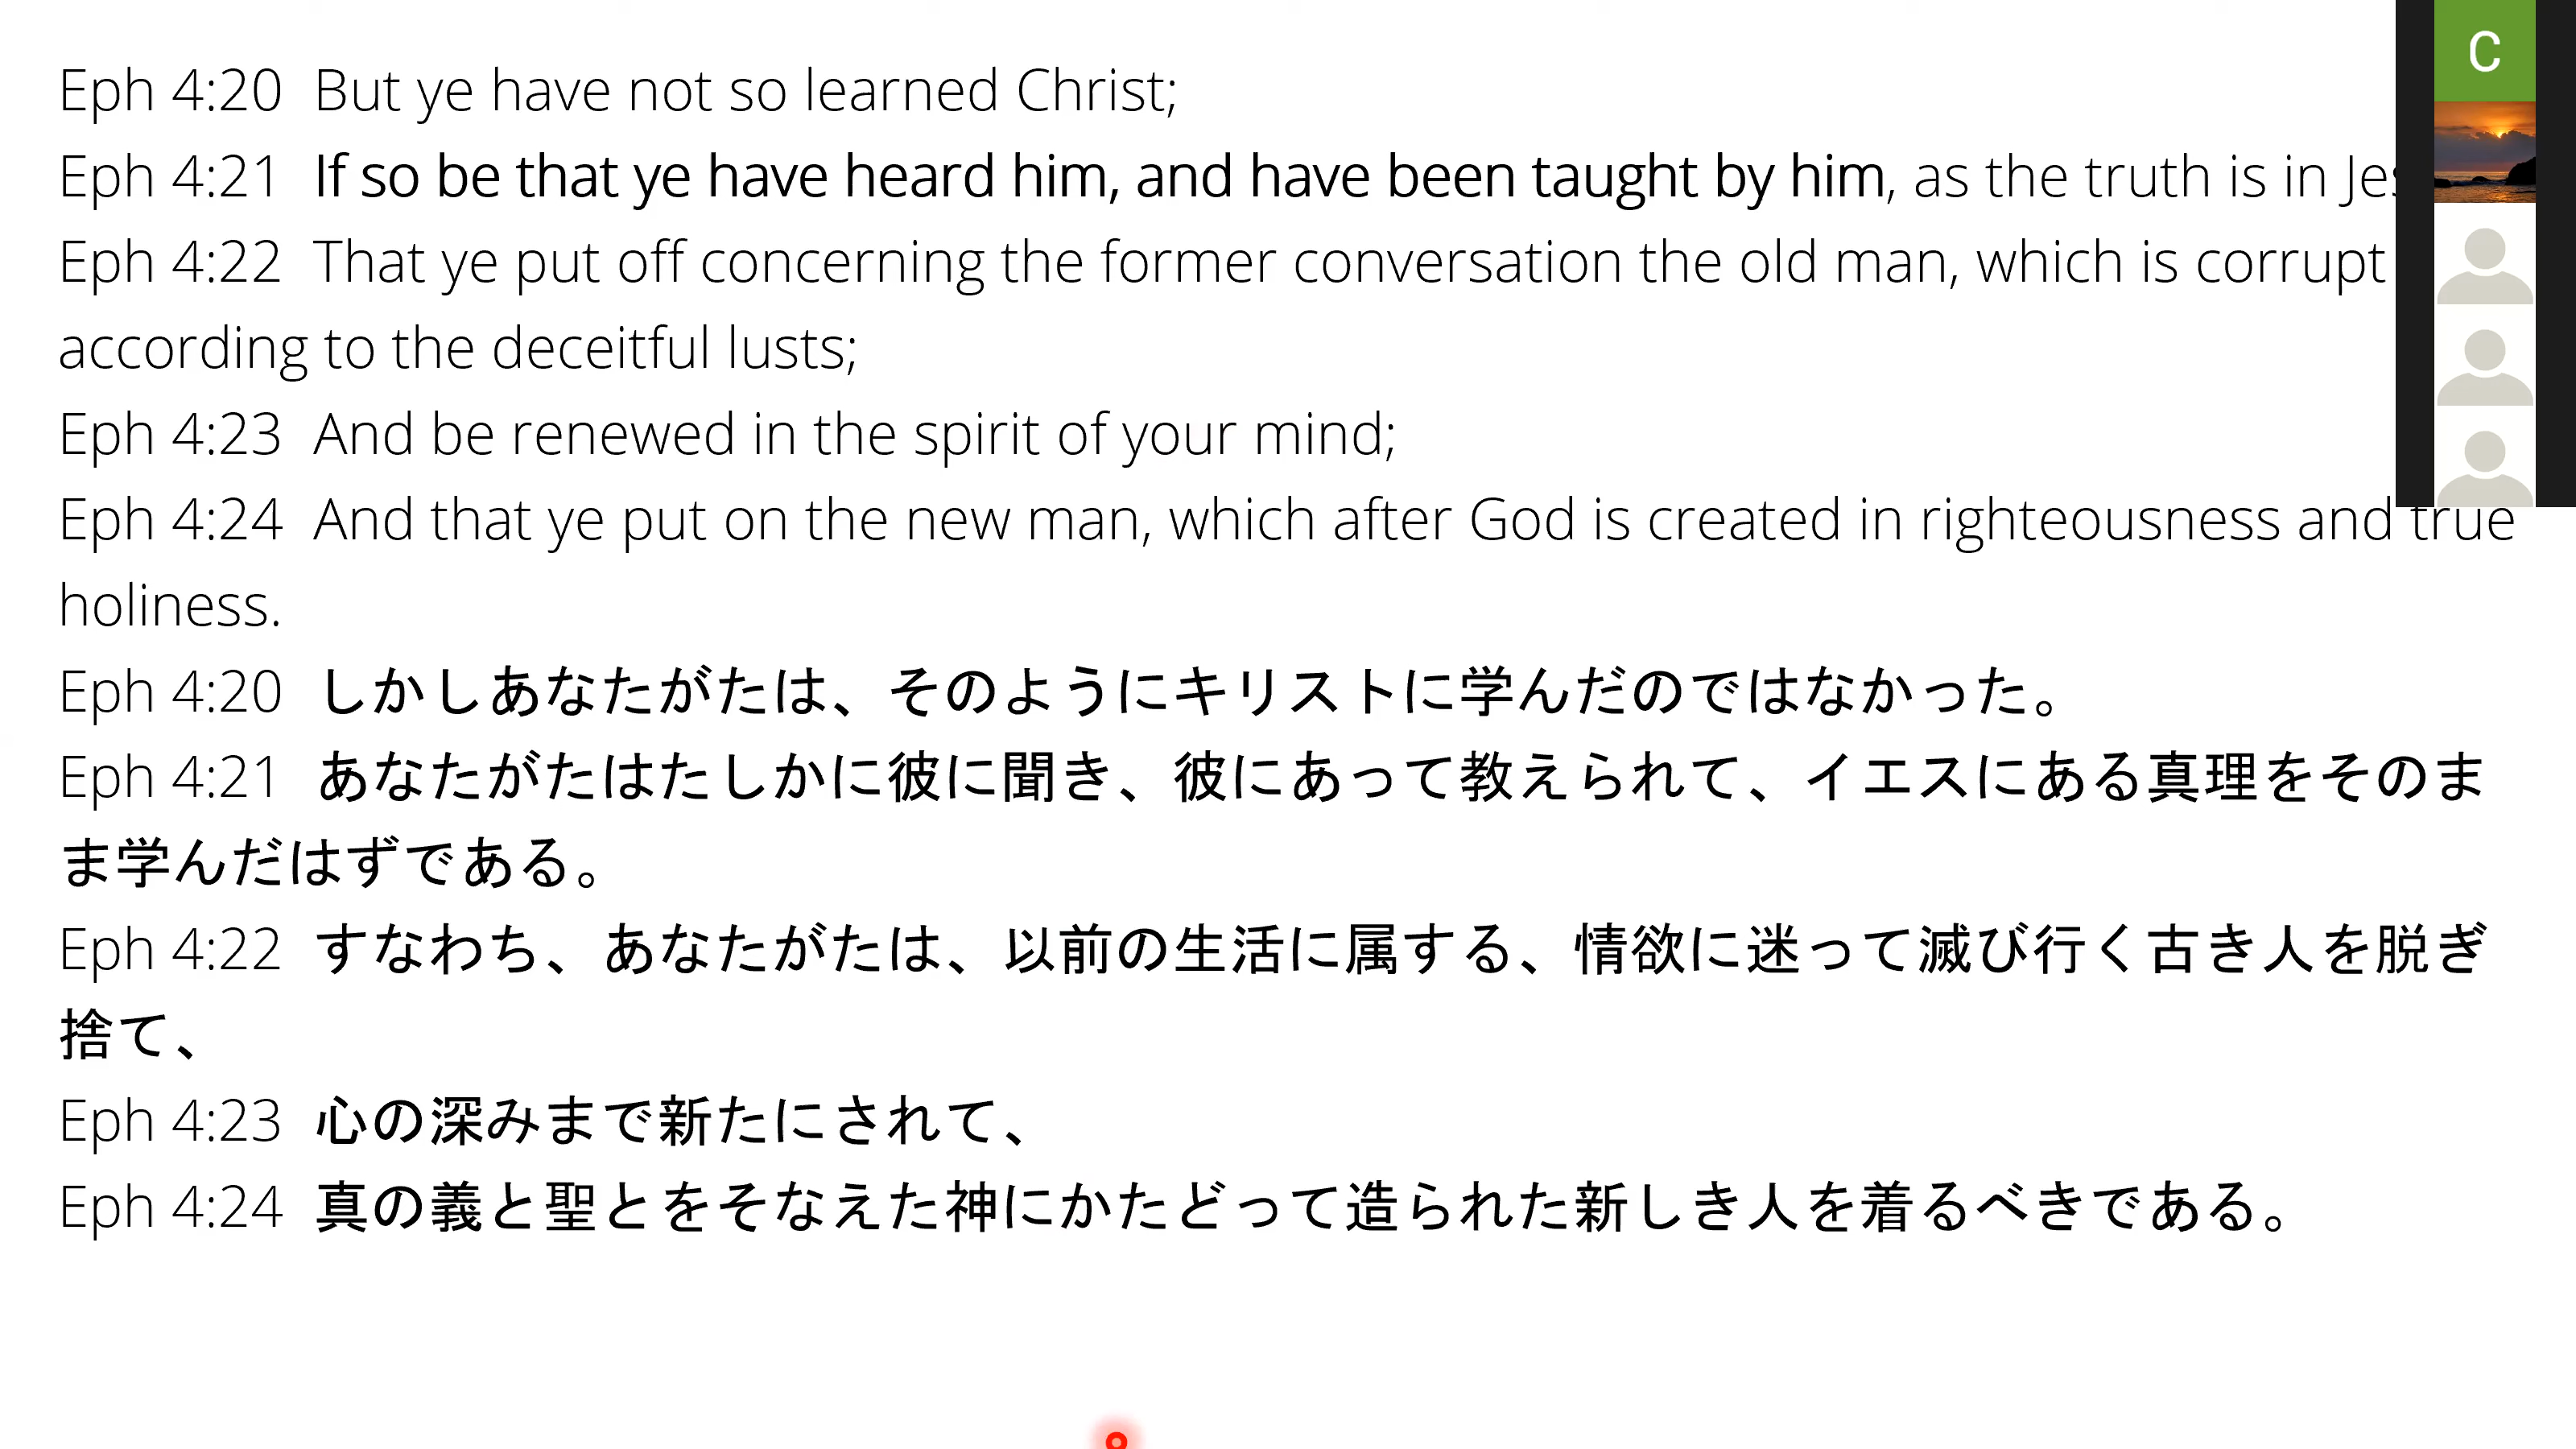 Eph 4:20 But ye have not so learned Christ;
Eph 4:21 If so be that ye have heard him, and have been taught by him, as the truth is in
Eph 4:22 That ye put off concerning the former conversation the old man, which is corrupt
according to the deceitful lusts;
Eph 4:23 And be renewed in the spirit of your mind;
Eph 4:24 And that ye put on the new man, which after God is created in righteousness and true
holiness.
Eph 4:20 しかしあなたがたは、そのようにキリストに学んだのではなかった。
Eph 4:21 あなたがたはたしかに彼に聞き、彼にあって教えられて、イエスにある真理をそのま
ま学んだはずである。
Eph 4:22 すなわち、あなたがたは、以前の生活に属する、情欲に迷って滅び行く古き人を脱ぎ
捨て、
Eph 4:23 心の深みまで新たにされて、
Eph 4:24 真の義と聖とをそなえた神にかたどって造られた新しき人を着るべきである。
C